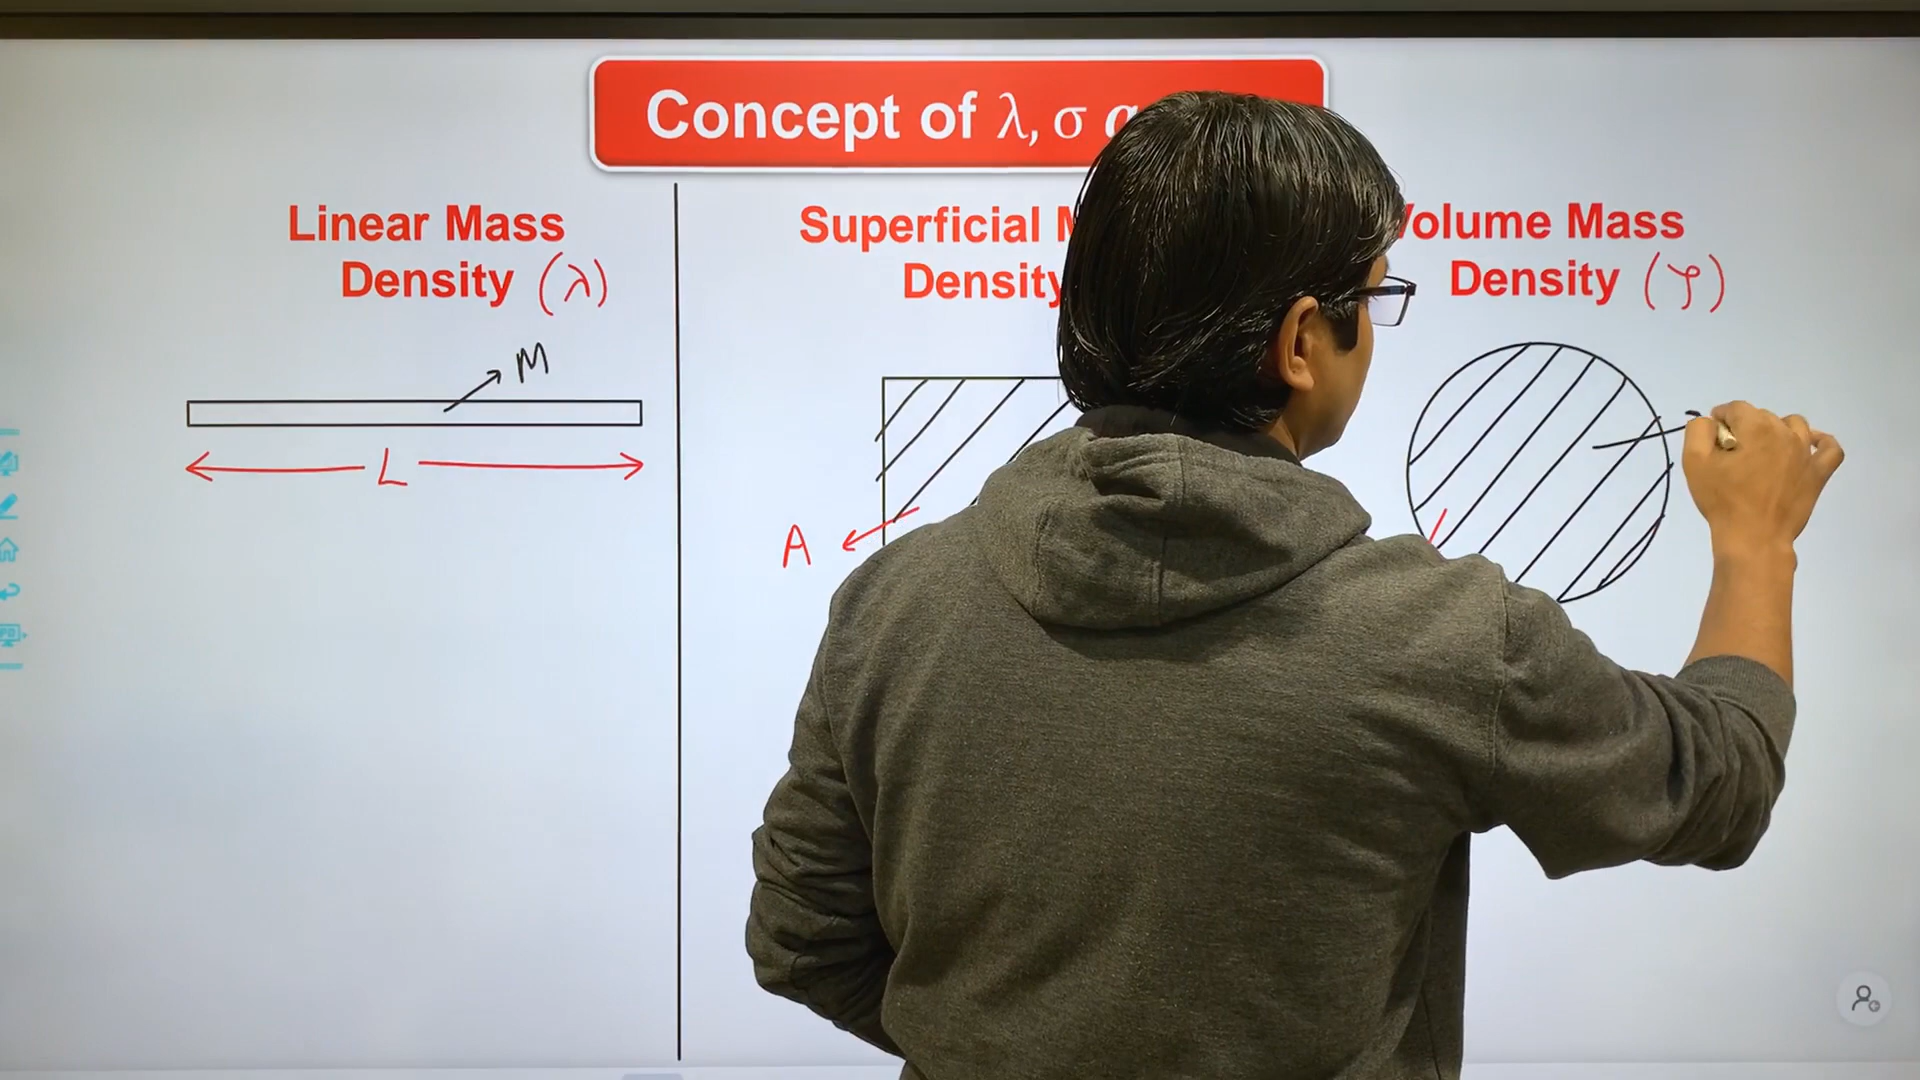 Concept of λ, σ
Linear Mass
Density (λ)
M
L
Superficial
Density
A
Volume Mass
Density (ρ)